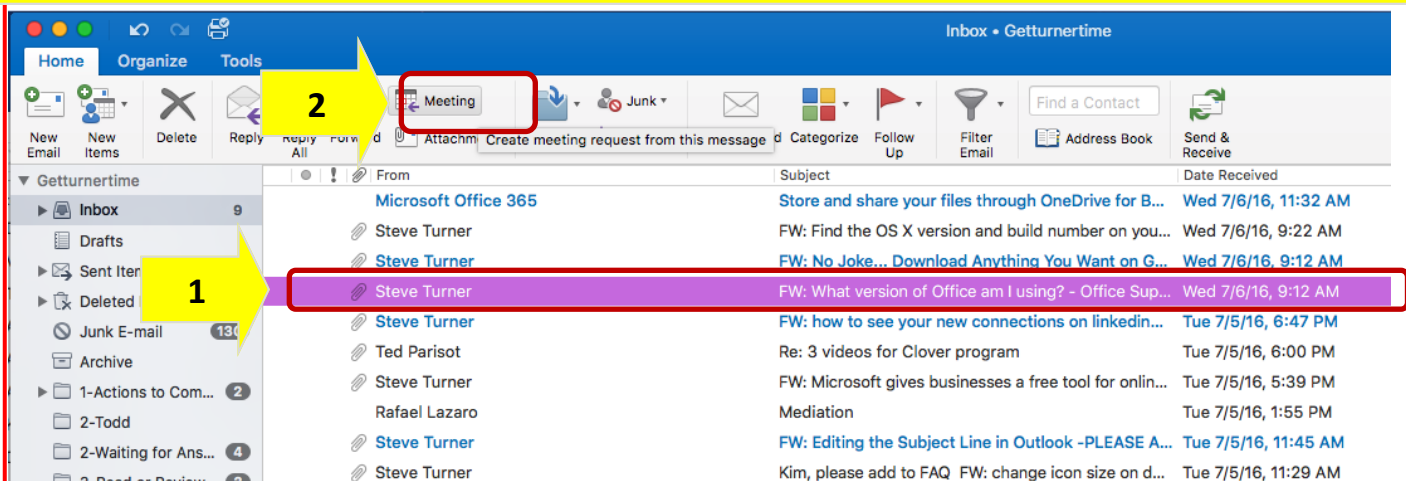 Inbox • Getturnertime
Home Organize Tools
2
Meeting
Junk
Find a Contact
New Email
New Items
Delete
Reply
Reply All
Attachm
Create meeting request from this message
Categorize
Follow Up
Filter Email
Address Book
Send & Receive
Getturnertime
From Subject Date Received
Inbox 9
Drafts
Sent Iter
Deleted
Junk E-mail
Archive
1-Actions to Com... 2
2-Todd
2-Waiting for Ans... 4
1
Microsoft Office 365 Store and share your files through OneDrive for B... Wed 7/6/16, 11:32 AM
Steve Turner FW: Find the OS X version and build number on you... Wed 7/6/16, 9:22 AM
Steve Turner FW: No Joke... Download Anything You Want on G... Wed 7/6/16, 9:12 AM
Steve Turner FW: What version of Office am I using? - Office Sup... Wed 7/6/16, 9:12 AM
Steve Turner FW: how to see your new connections on linkedin... Tue 7/5/16, 6:47 PM
Ted Parisot Re: 3 videos for Clover program Tue 7/5/16, 6:00 PM
Steve Turner FW: Microsoft gives businesses a free tool for onlin... Tue 7/5/16, 5:39 PM
Rafael Lazaro Mediation Tue 7/5/16, 1:55 PM
Steve Turner FW: Editing the Subject Line in Outlook -PLEASE A... Tue 7/5/16, 11:45 AM
Steve Turner Kim, please add to FAQ FW: change icon size on d... Tue 7/5/16, 11:29 AM